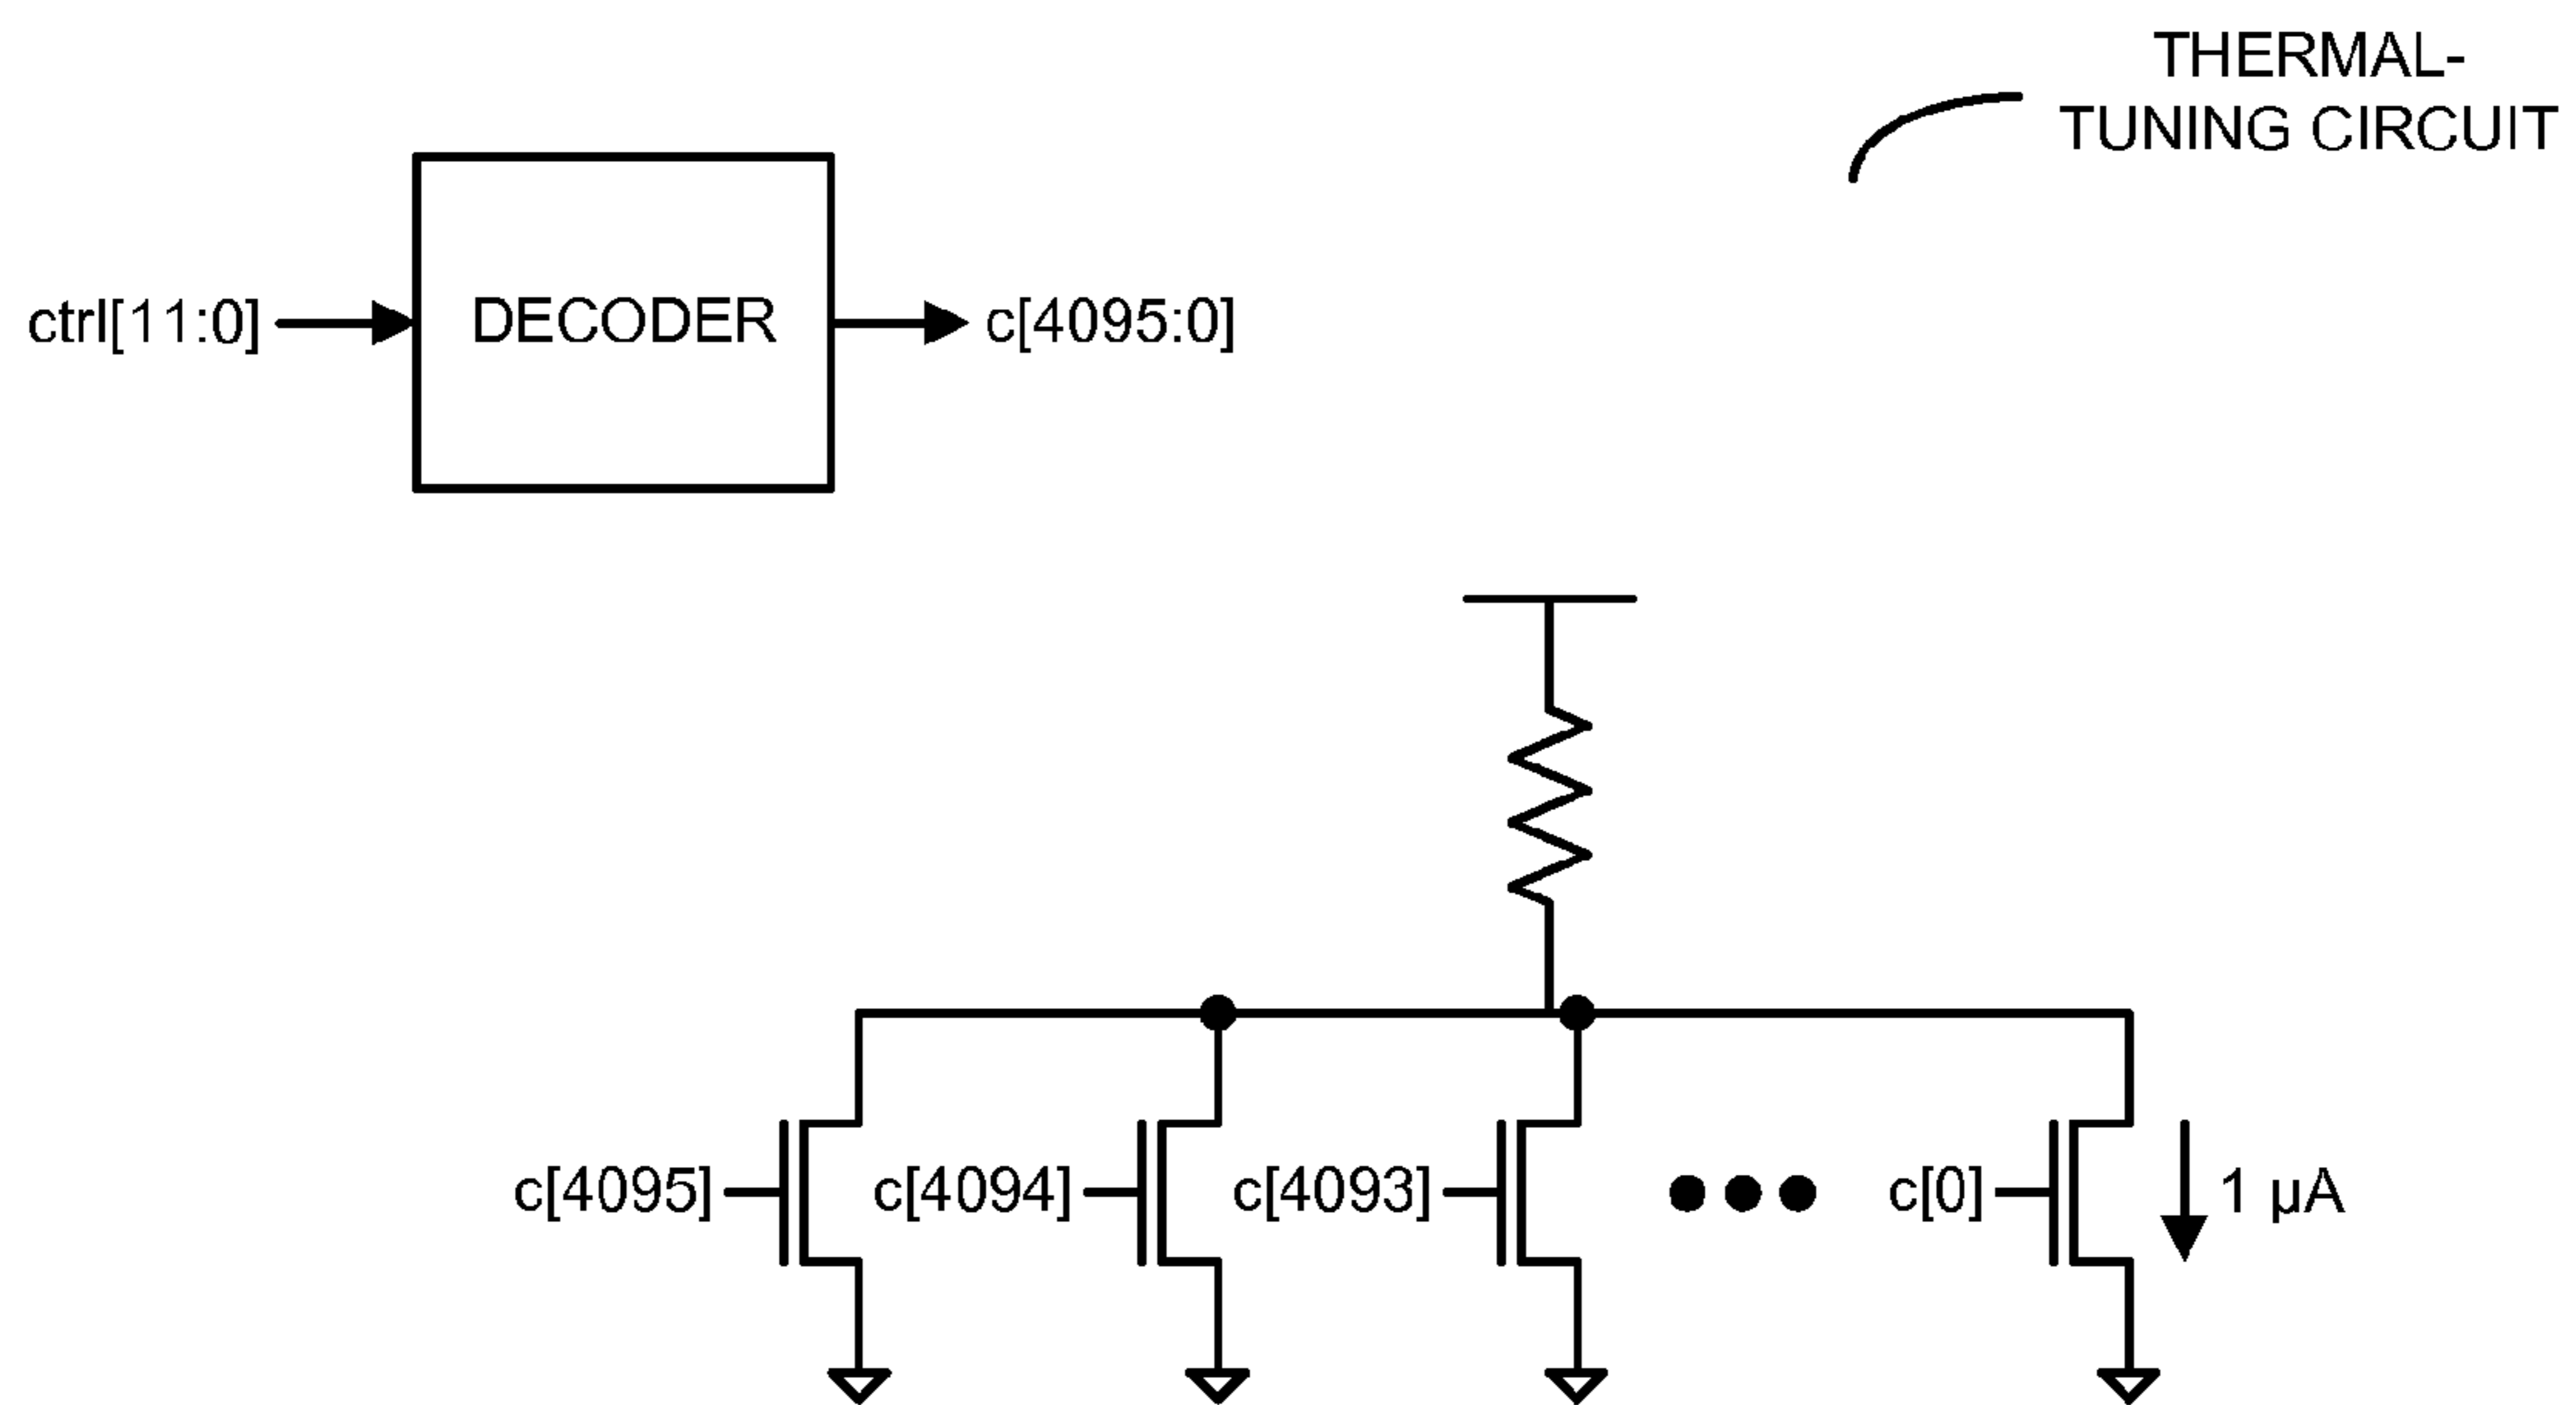 THERMAL-
TUNING CIRCUIT
ctrl[11:0]
DECODER
c[4095:0]
c[4095]
c[4094]
c[4093]
c[0]
1 µA